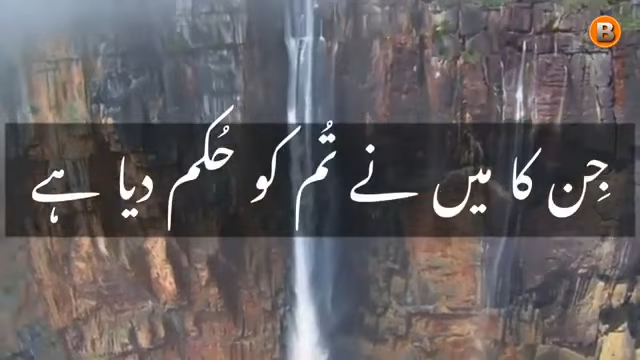 B
جِن کا میں نے تُم کو حُکم دیا ہے